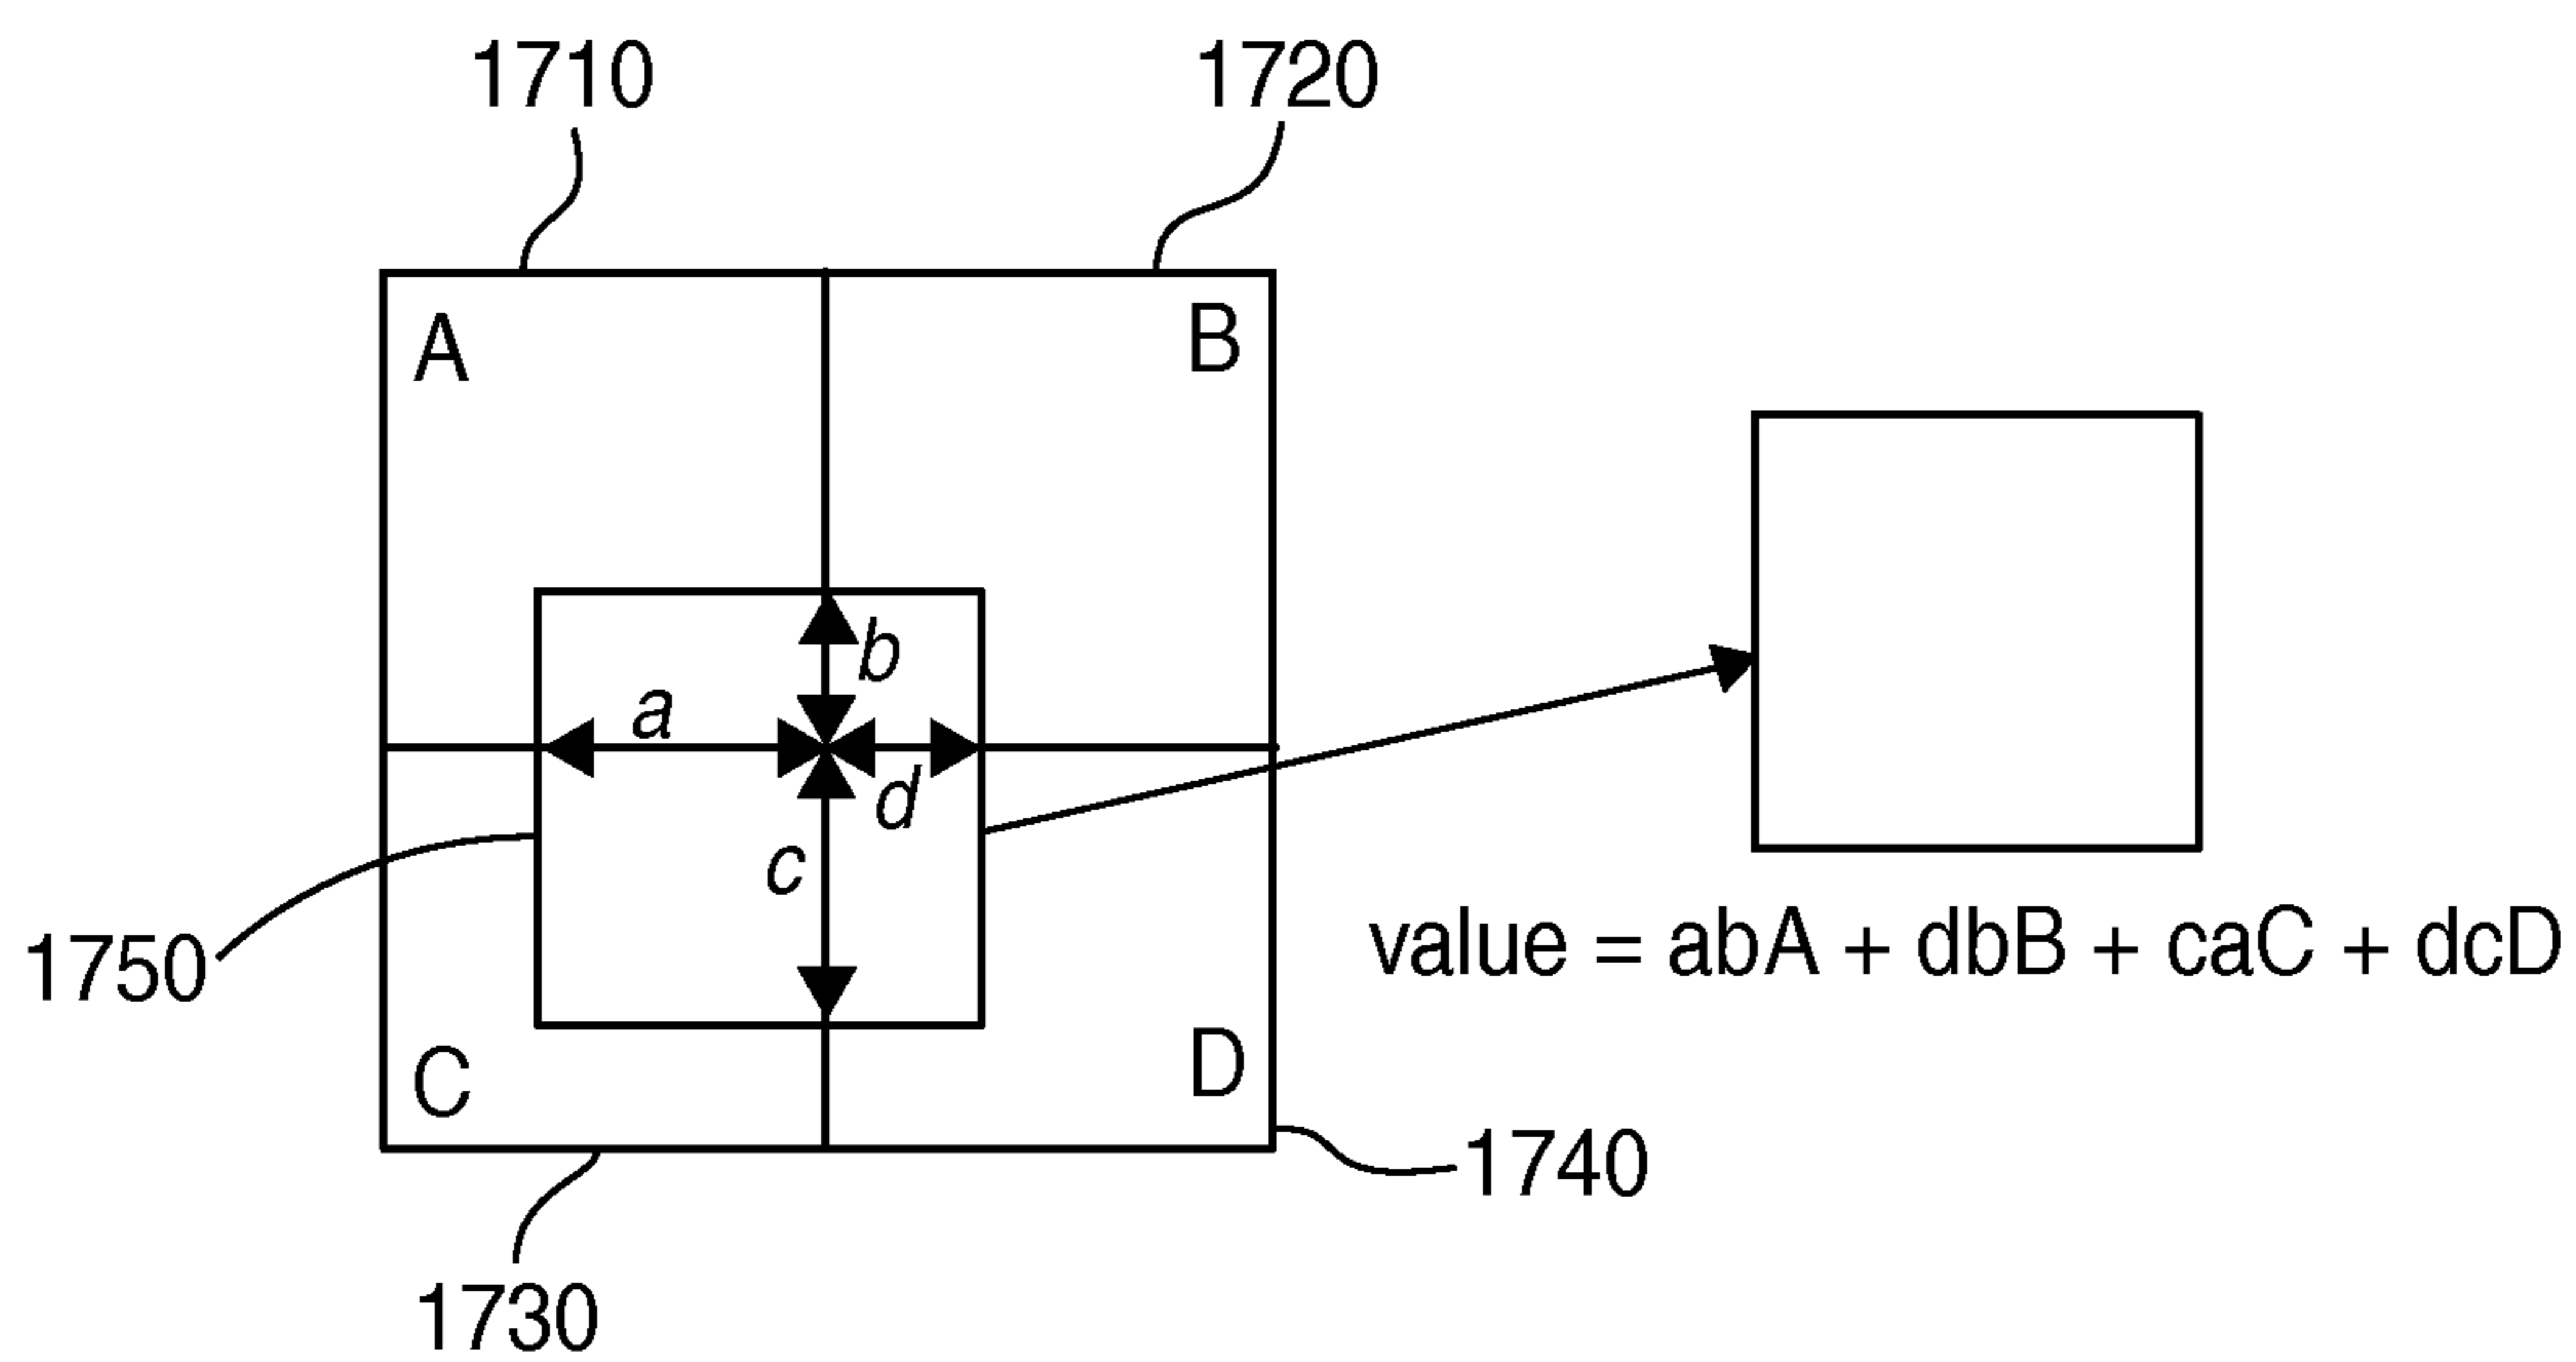 1710
1720
A
B
b
a
d
c
1750
value = abA + dbB + caC + dcD
C
D
1740
1730